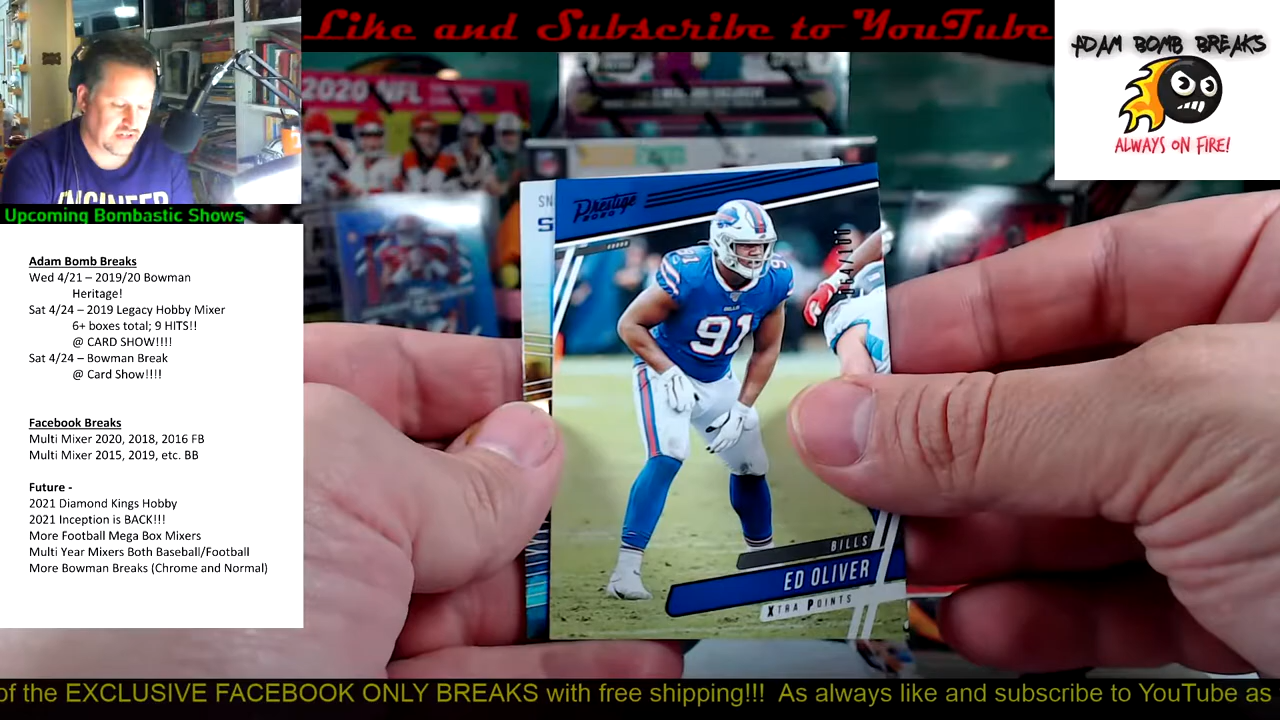 Like and Subscribe to YouTube
ADAM BOMB BREAKS
ALWAYS ON FIRE!
Upcoming Bombastic Shows
Adam Bomb Breaks
Wed 4/21 – 2019/20 Bowman
Heritage!
Sat 4/24 – 2019 Legacy Hobby Mixer
6+ boxes total; 9 HITS!!
@ CARD SHOW!!!!
Sat 4/24 – Bowman Break
@ Card Show!!!!
Facebook Breaks
Multi Mixer 2020, 2018, 2016 FB
Multi Mixer 2015, 2019, etc. BB
Future -
2021 Diamond Kings Hobby
2021 Inception is BACK!!!
More Football Mega Box Mixers
Multi Year Mixers Both Baseball/Football
More Bowman Breaks (Chrome and Normal)
2020 NFL
SN
S
Prestige
2020
91
BILLS
91
BILLS
ED OLIVER
XTRA POINTS
of the EXCLUSIVE FACEBOOK ONLY BREAKS with free shipping!!! As always like and subscribe to YouTube as